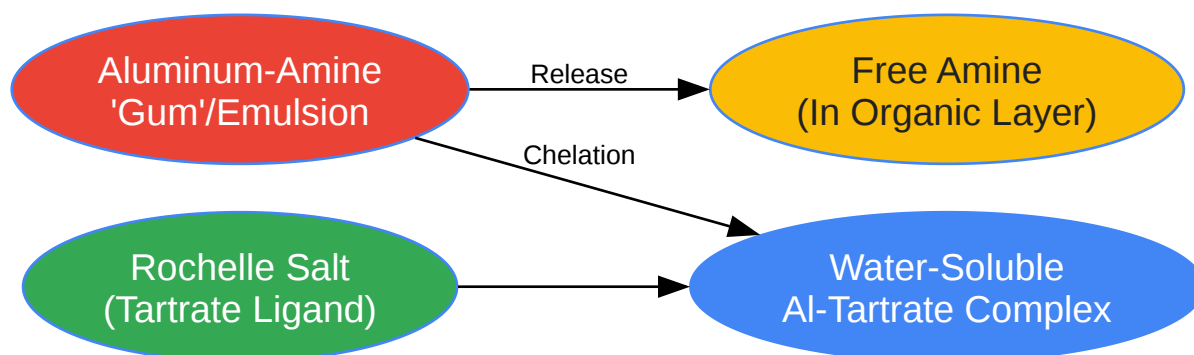 Aluminum-Amine
'Gum'/Emulsion
Release
Free Amine
(In Organic Layer)
Chelation
Rochelle Salt
(Tartrate Ligand)
Water-Soluble
Al-Tartrate Complex